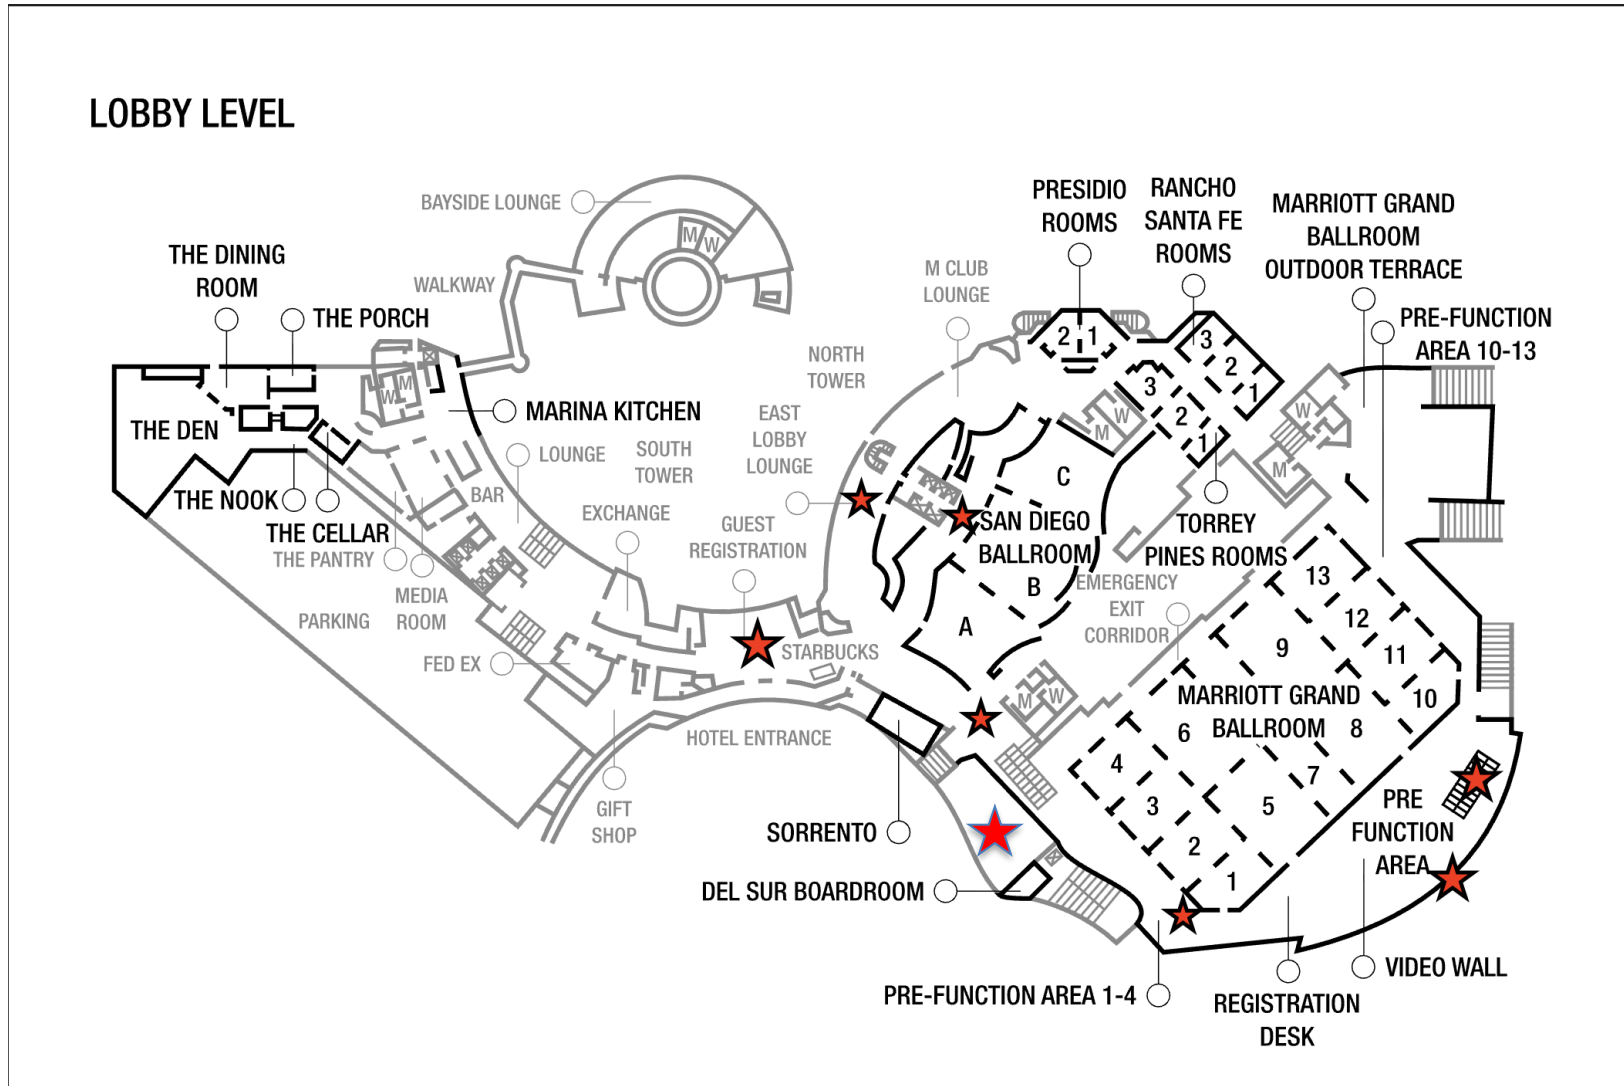 LOBBY LEVEL
BAYSIDE LOUNGE
M
W
WALKWAY
THE DINING
ROOM
THE PORCH
THE DEN
M
W
MARINA KITCHEN
THE NOOK
THE CELLAR
THE PANTRY
MEDIA
ROOM
BAR
LOUNGE
SOUTH
TOWER
EXCHANGE
PARKING
FED EX
GUEST
REGISTRATION
STARBUCKS
HOTEL ENTRANCE
GIFT
SHOP
NORTH
TOWER
EAST
LOBBY
LOUNGE
M CLUB
LOUNGE
PRESIDIO
ROOMS
2
1
RANCHO
SANTA FE
ROOMS
3
2
1
3
2
1
W
M
TORREY
PINES ROOMS
MARRIOTT GRAND
BALLROOM
OUTDOOR TERRACE
PRE-FUNCTION
AREA 10-13
W
M
C
SAN DIEGO
BALLROOM
B
A
EMERGENCY
EXIT
CORRIDOR
M
W
13
12
11
10
9
MARRIOTT GRAND
BALLROOM
8
7
6
5
4
3
2
1
PRE
FUNCTION
AREA
SORRENTO
DEL SUR BOARDROOM
PRE-FUNCTION AREA 1-4
REGISTRATION
DESK
VIDEO WALL